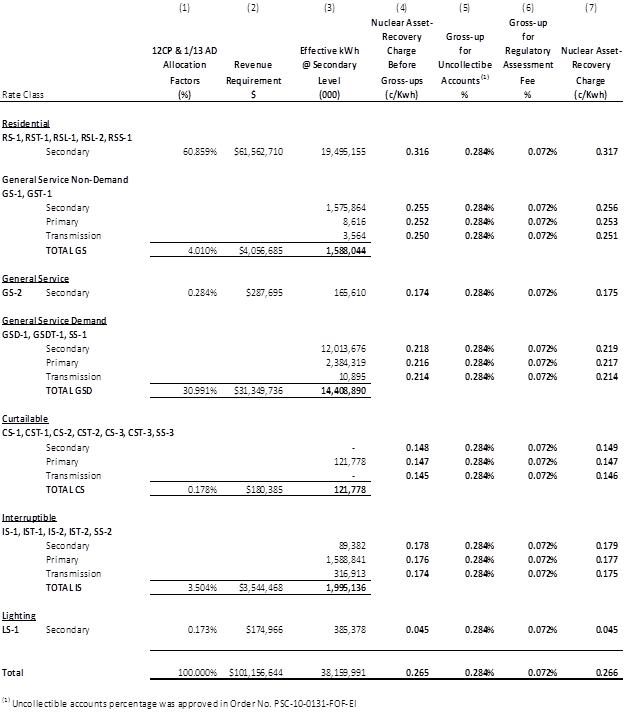 (1) (2) (3) (4) (5) (6) (7)
Nuclear Asset- Gross-up
Recovery Gross-up for
12CP & 1/13 AD Effective kWh Charge for Regulatory Nuclear Asset-
Allocation Revenue @ Secondary Before Uncollectible Assessment Recovery
Factors Requirement Level Gross-ups Accounts(1) Fee Charge
Rate Class (%) $ (000) (c/Kwh) % % (c/Kwh)
Residential
RS-1, RST-1, RSL-1, RSL-2, RSS-1
Secondary 60.859% $61,562,710 19,495,155 0.316 0.284% 0.072% 0.317
General Service Non-Demand
GS-1, GST-1
Secondary 1,575,864 0.255 0.284% 0.072% 0.256
Primary 8,616 0.252 0.284% 0.072% 0.253
Transmission 3,564 0.250 0.284% 0.072% 0.251
TOTAL GS 4.010% $4,056,685 1,588,044
General Service
GS-2 Secondary 0.284% $287,695 165,610 0.174 0.284% 0.072% 0.175
General Service Demand
GSD-1, GSDT-1, SS-1
Secondary 12,013,676 0.218 0.284% 0.072% 0.219
Primary 2,384,319 0.216 0.284% 0.072% 0.217
Transmission 10,895 0.214 0.284% 0.072% 0.214
TOTAL GSD 30.991% $31,349,736 14,408,890
Curtailable
CS-1, CST-1, CS-2, CST-2, CS-3, CST-3, SS-3
Secondary - 0.148 0.284% 0.072% 0.149
Primary 121,778 0.147 0.284% 0.072% 0.147
Transmission - 0.145 0.284% 0.072% 0.146
TOTAL CS 0.178% $180,385 121,778
Interruptible
IS-1, IST-1, IS-2, IST-2, SS-2
Secondary 89,382 0.178 0.284% 0.072% 0.179
Primary 1,588,841 0.176 0.284% 0.072% 0.177
Transmission 316,913 0.174 0.284% 0.072% 0.175
TOTAL IS 3.504% $3,544,468 1,995,136
Lighting
LS-1 Secondary 0.173% $174,966 385,378 0.045 0.284% 0.072% 0.045
Total 100.000% $101,156,644 38,159,991 0.265 0.284% 0.072% 0.266
(1) Uncollectible accounts percentage was approved in Order No. PSC-10-0131-FOF-EI